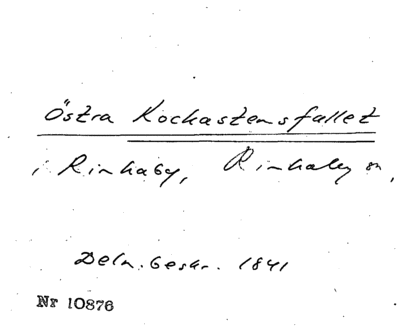 Östra Kockastensfallet
i Rinkaby, Rinkaby sn,
Deln.beskr. 1841
Nr 10876